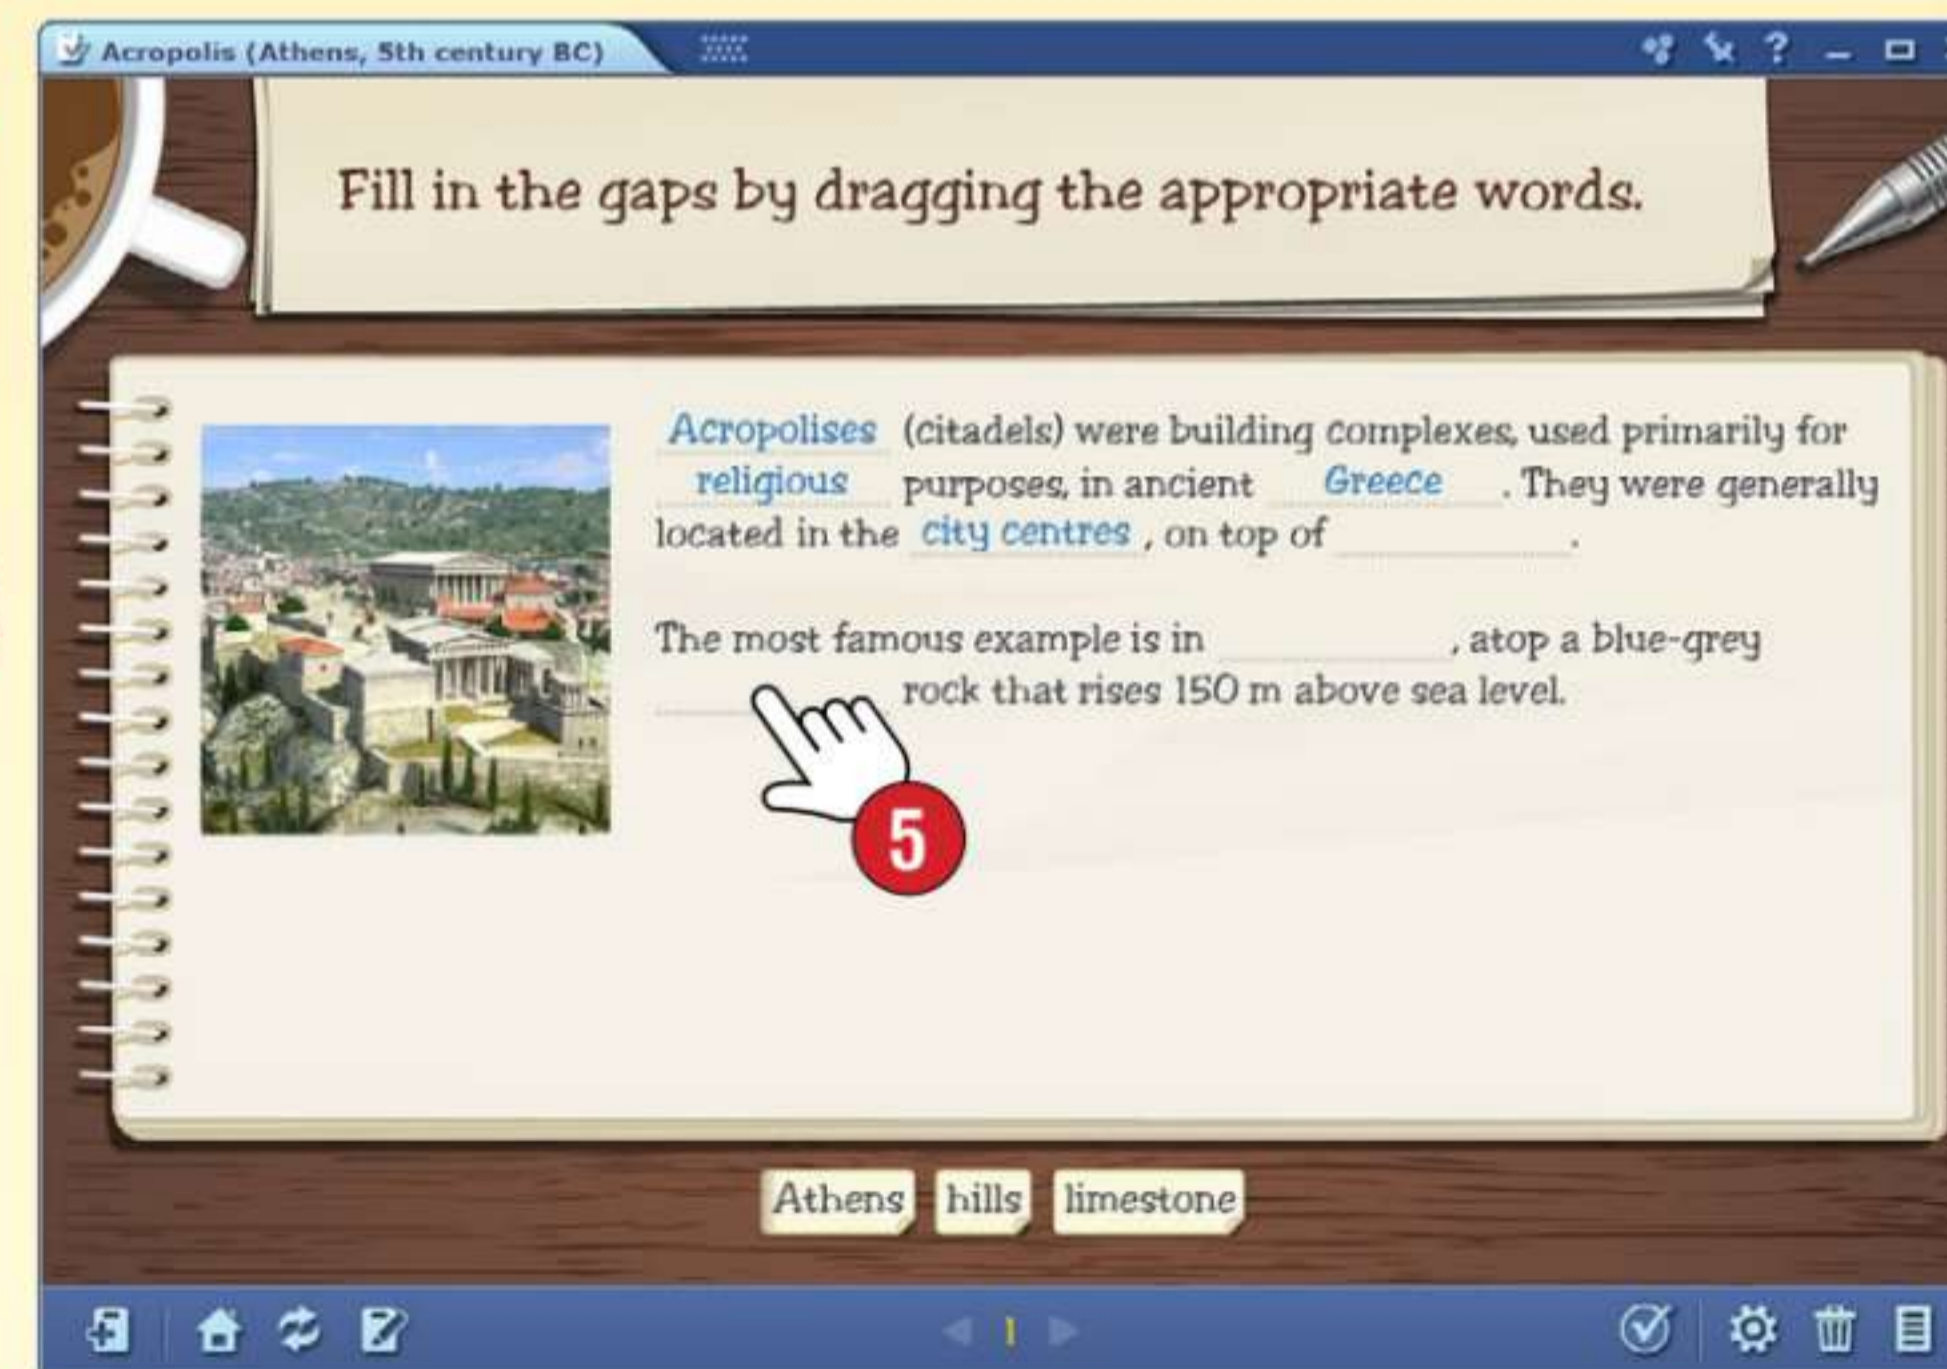 Acropolis (Athens, 5th century BC)
?
Fill in the gaps by dragging the appropriate words.
Acropolises (citadels) were building complexes, used primarily for
religious purposes, in ancient Greece . They were generally
located in the city centres , on top of .
The most famous example is in , atop a blue-grey
rock that rises 150 m above sea level.
5
Athens hills limestone
1